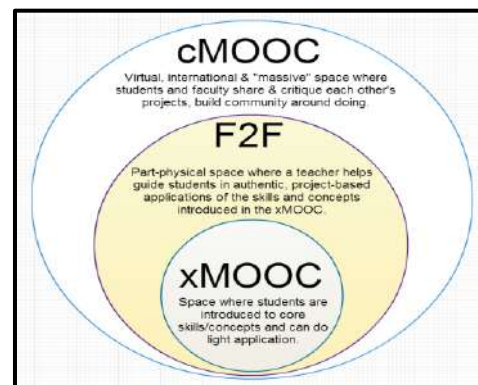 cMOOC
Virtual, international & "massive" space where
students and faculty share & critique each other's
projects, build community around doing.
F2F
Part-physical space where a teacher helps
guide students in authentic, project-based
applications of the skills and concepts
introduced in the xMOOC.
xMOOC
Space where students are
introduced to core
skills/concepts and can do
light application.